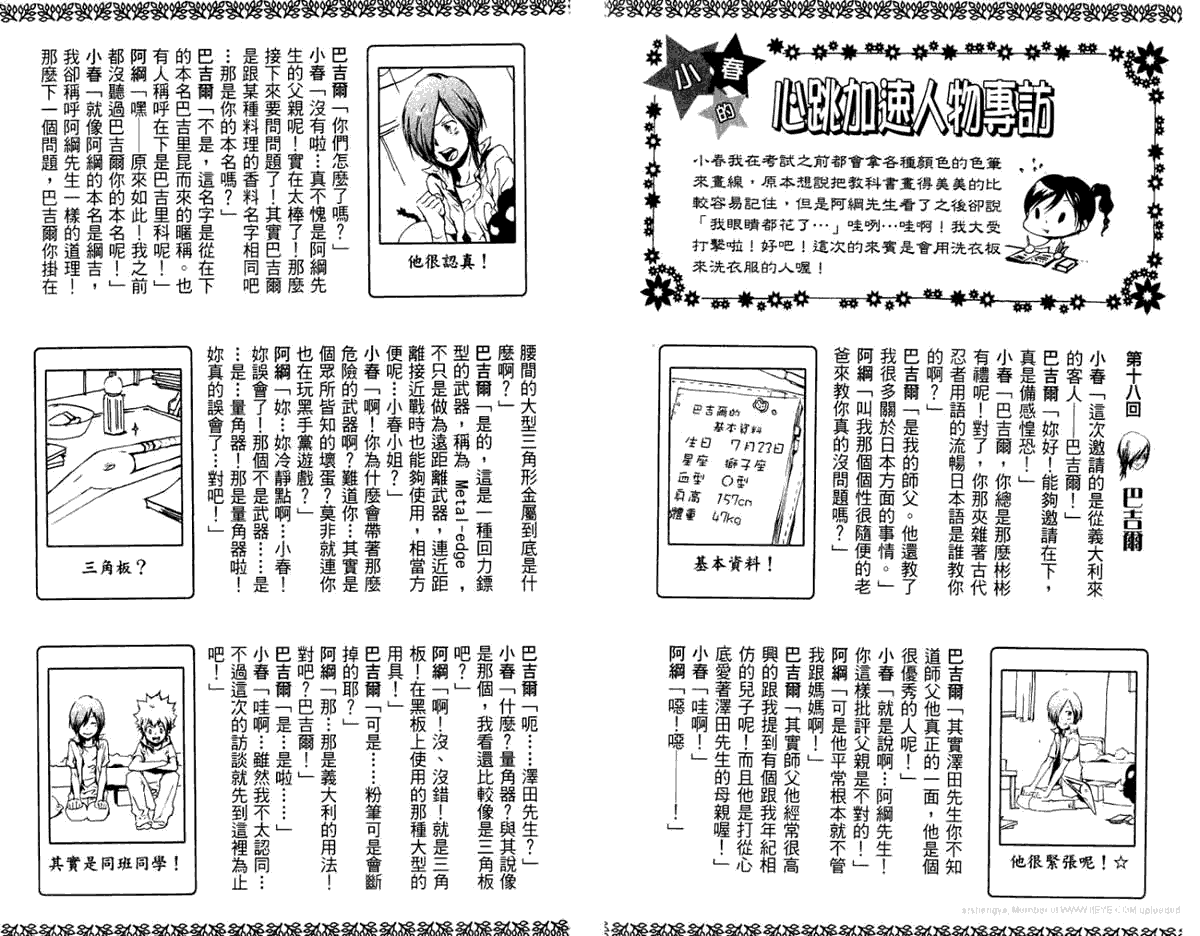 小春的
心跳加速人物專訪
小春我在考試之前都會拿各種顏色的色筆
來畫線，原本想說把教科書畫得美美的比
較容易記住，但是阿綱先生看了之後卻說
「我眼睛都花了…」哇咧…哇啊！我大受
打擊啦！好吧！這次的來賓是會用洗衣板
來洗衣服的人喔！
第十八回 巴吉爾
小春「這次邀請的是從義大利來
的客人——巴吉爾！」
巴吉爾「妳好！能夠邀請在下，
真是備感惶恐！」
小春「巴吉爾，你總是那麼彬彬
有禮呢！對了，你那夾雜著古代
忍者用語的流暢日本語是誰教你
的啊？」
巴吉爾「是我的師父。他還教了
我很多關於日本方面的事情。」
阿綱「叫我那個個性很隨便的老
爸來教你真的沒問題嗎？」
巴吉爾的
基本資料
生日 7月23日
星座 獅子座
血型 O型
身高 157cm
體重 47kg
基本資料！
巴吉爾「其實澤田先生你不知
道師父他真正的一面，他是個
很優秀的人呢！」
小春「就是說啊…阿綱先生！
你這樣批評父親是不對的！」
阿綱「可是他平常根本就不管
我跟媽媽啊！」
巴吉爾「其實師父他經常很高
興的跟我提到有個跟我年紀相
仿的兒子呢！而且他是打從心
底愛著澤田先生的母親喔！」
小春「哇啊！」
阿綱「噁！噁———！」
他很緊張呢！☆
巴吉爾「你們怎麼了嗎？」
小春「沒有啦…真不愧是阿綱先
生的父親呢！實在太棒了！那麼
接下來要問問題了！其實巴吉爾
是跟某種料理的香料名字相同吧
…那是你的本名嗎？」
巴吉爾「不是，這名字是從在下
的本名巴吉里昆而來的暱稱。也
有人稱呼在下是巴吉里科呢！」
阿綱「嘿——原來如此！我之前
都沒聽過巴吉爾你的本名呢！」
小春「就像阿綱的本名是綱吉，
我卻稱呼阿綱先生一樣的道理！
那麼下一個問題，巴吉爾你掛在
他很認真！
腰間的大型三角形金屬到底是什
麼啊？」
巴吉爾「是的，這是一種回力鏢
型的武器，稱為 Metal-edge，
不只是做為遠距離武器，連近距
離接近戰時也能夠使用，相當方
便呢…小春小姐？」
小春「啊！你為什麼會帶著那麼
危險的武器啊？難道你…其實是
個眾所皆知的壞蛋？莫非就連你
也在玩黑手黨遊戲？」
阿綱「妳…妳冷靜點啊…小春！
妳誤會了！那個不是武器……是
…是…量角器！那是量角器啦！
妳真的誤會了…對吧！」
三角板？
巴吉爾「呃……澤田先生？」
小春「什麼？量角器？與其說像
是那個，我看還比較像是三角板
吧？」
阿綱「啊！沒、沒錯！就是三角
板！在黑板上使用的那種大型的
用具！」
巴吉爾「可是……粉筆可是會斷
掉的耶？」
阿綱「那…那是義大利的用法！
對吧？巴吉爾！」
巴吉爾「是…是啦……」
小春「哇啊…雖然我不太認同…
不過這次的訪談就先到這裡為止
吧！」
其實是同班同學！